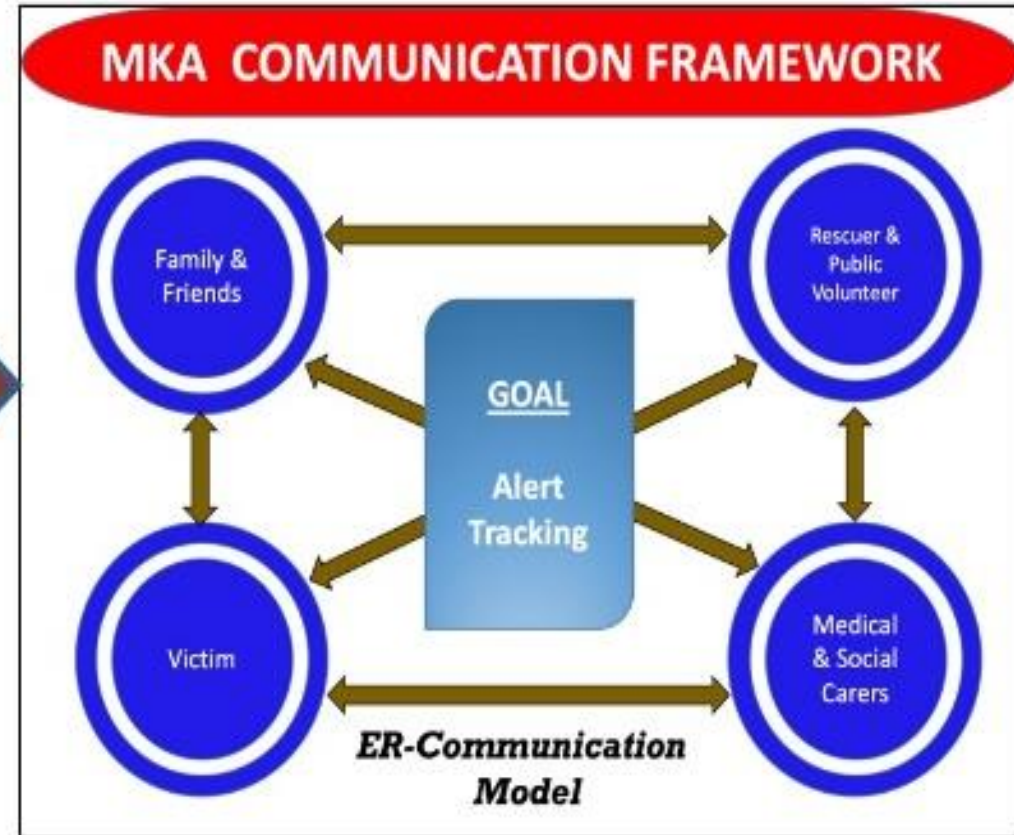 MKA COMMUNICATION FRAMEWORK
Family &
Friends
Rescuer &
Public
Volunteer
GOAL
Alert
Tracking
Victim
Medical
& Social
Carers
ER-Communication
Model